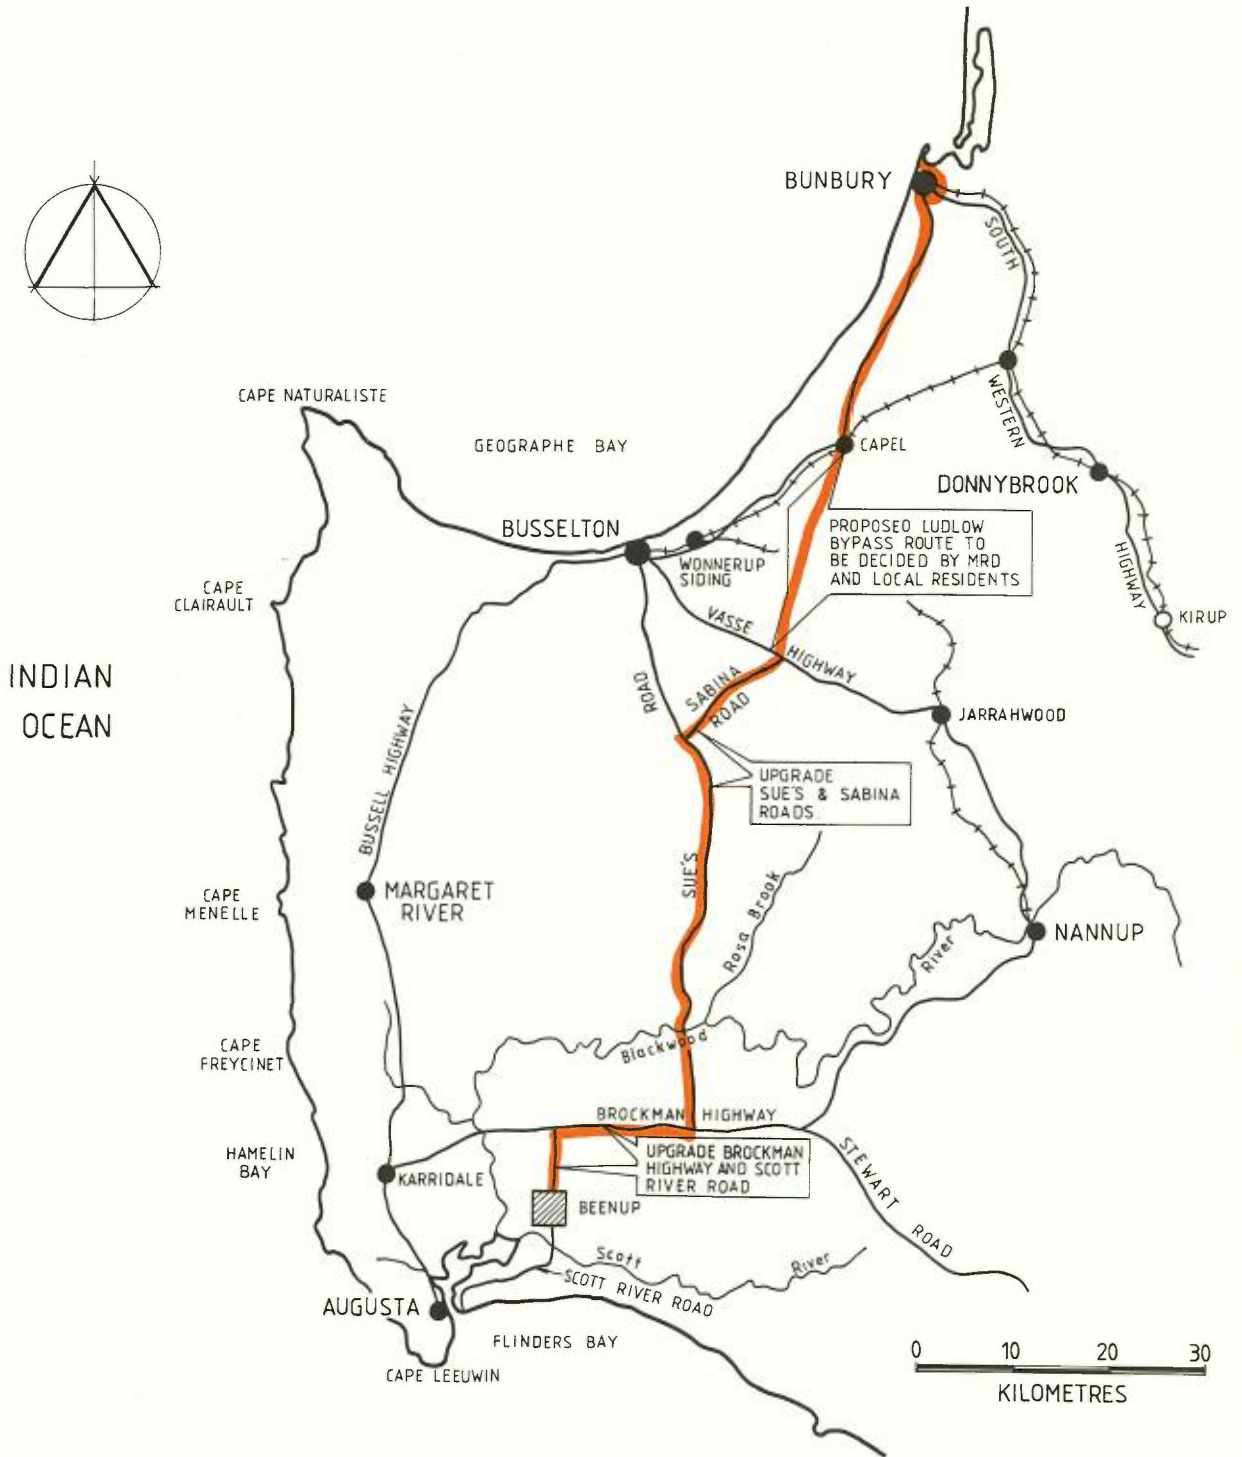 BUNBURY
SOUTH
WESTERN
HIGHWAY
CAPE NATURALISTE
GEOGRAPHE BAY
CAPEL
DONNYBROOK
BUSSELTON
WONNERUP
SIDING
PROPOSED LUDLOW
BYPASS ROUTE TO
BE DECIDED BY MRD
AND LOCAL RESIDENTS
CAPE
CLAIRAULT
KIRUP
VASSE
HIGHWAY
INDIAN
OCEAN
ROAD
SABINA
ROAD
JARRAHWOOD
BUSSELL HIGHWAY
UPGRADE
SUE'S & SABINA
ROADS.
SUE'S
MARGARET
RIVER
CAPE
MENELLE
Rosa Brook
NANNUP
River
Blackwood
CAPE
FREYCINET
BROCKMAN HIGHWAY
HAMELIN
BAY
KARRIDALE
UPGRADE BROCKMAN
HIGHWAY AND SCOTT
RIVER ROAD
STEWART ROAD
BEENUP
Scott River
SCOTT RIVER ROAD
AUGUSTA
FLINDERS BAY
CAPE LEEUWIN
0 10 20 30
KILOMETRES